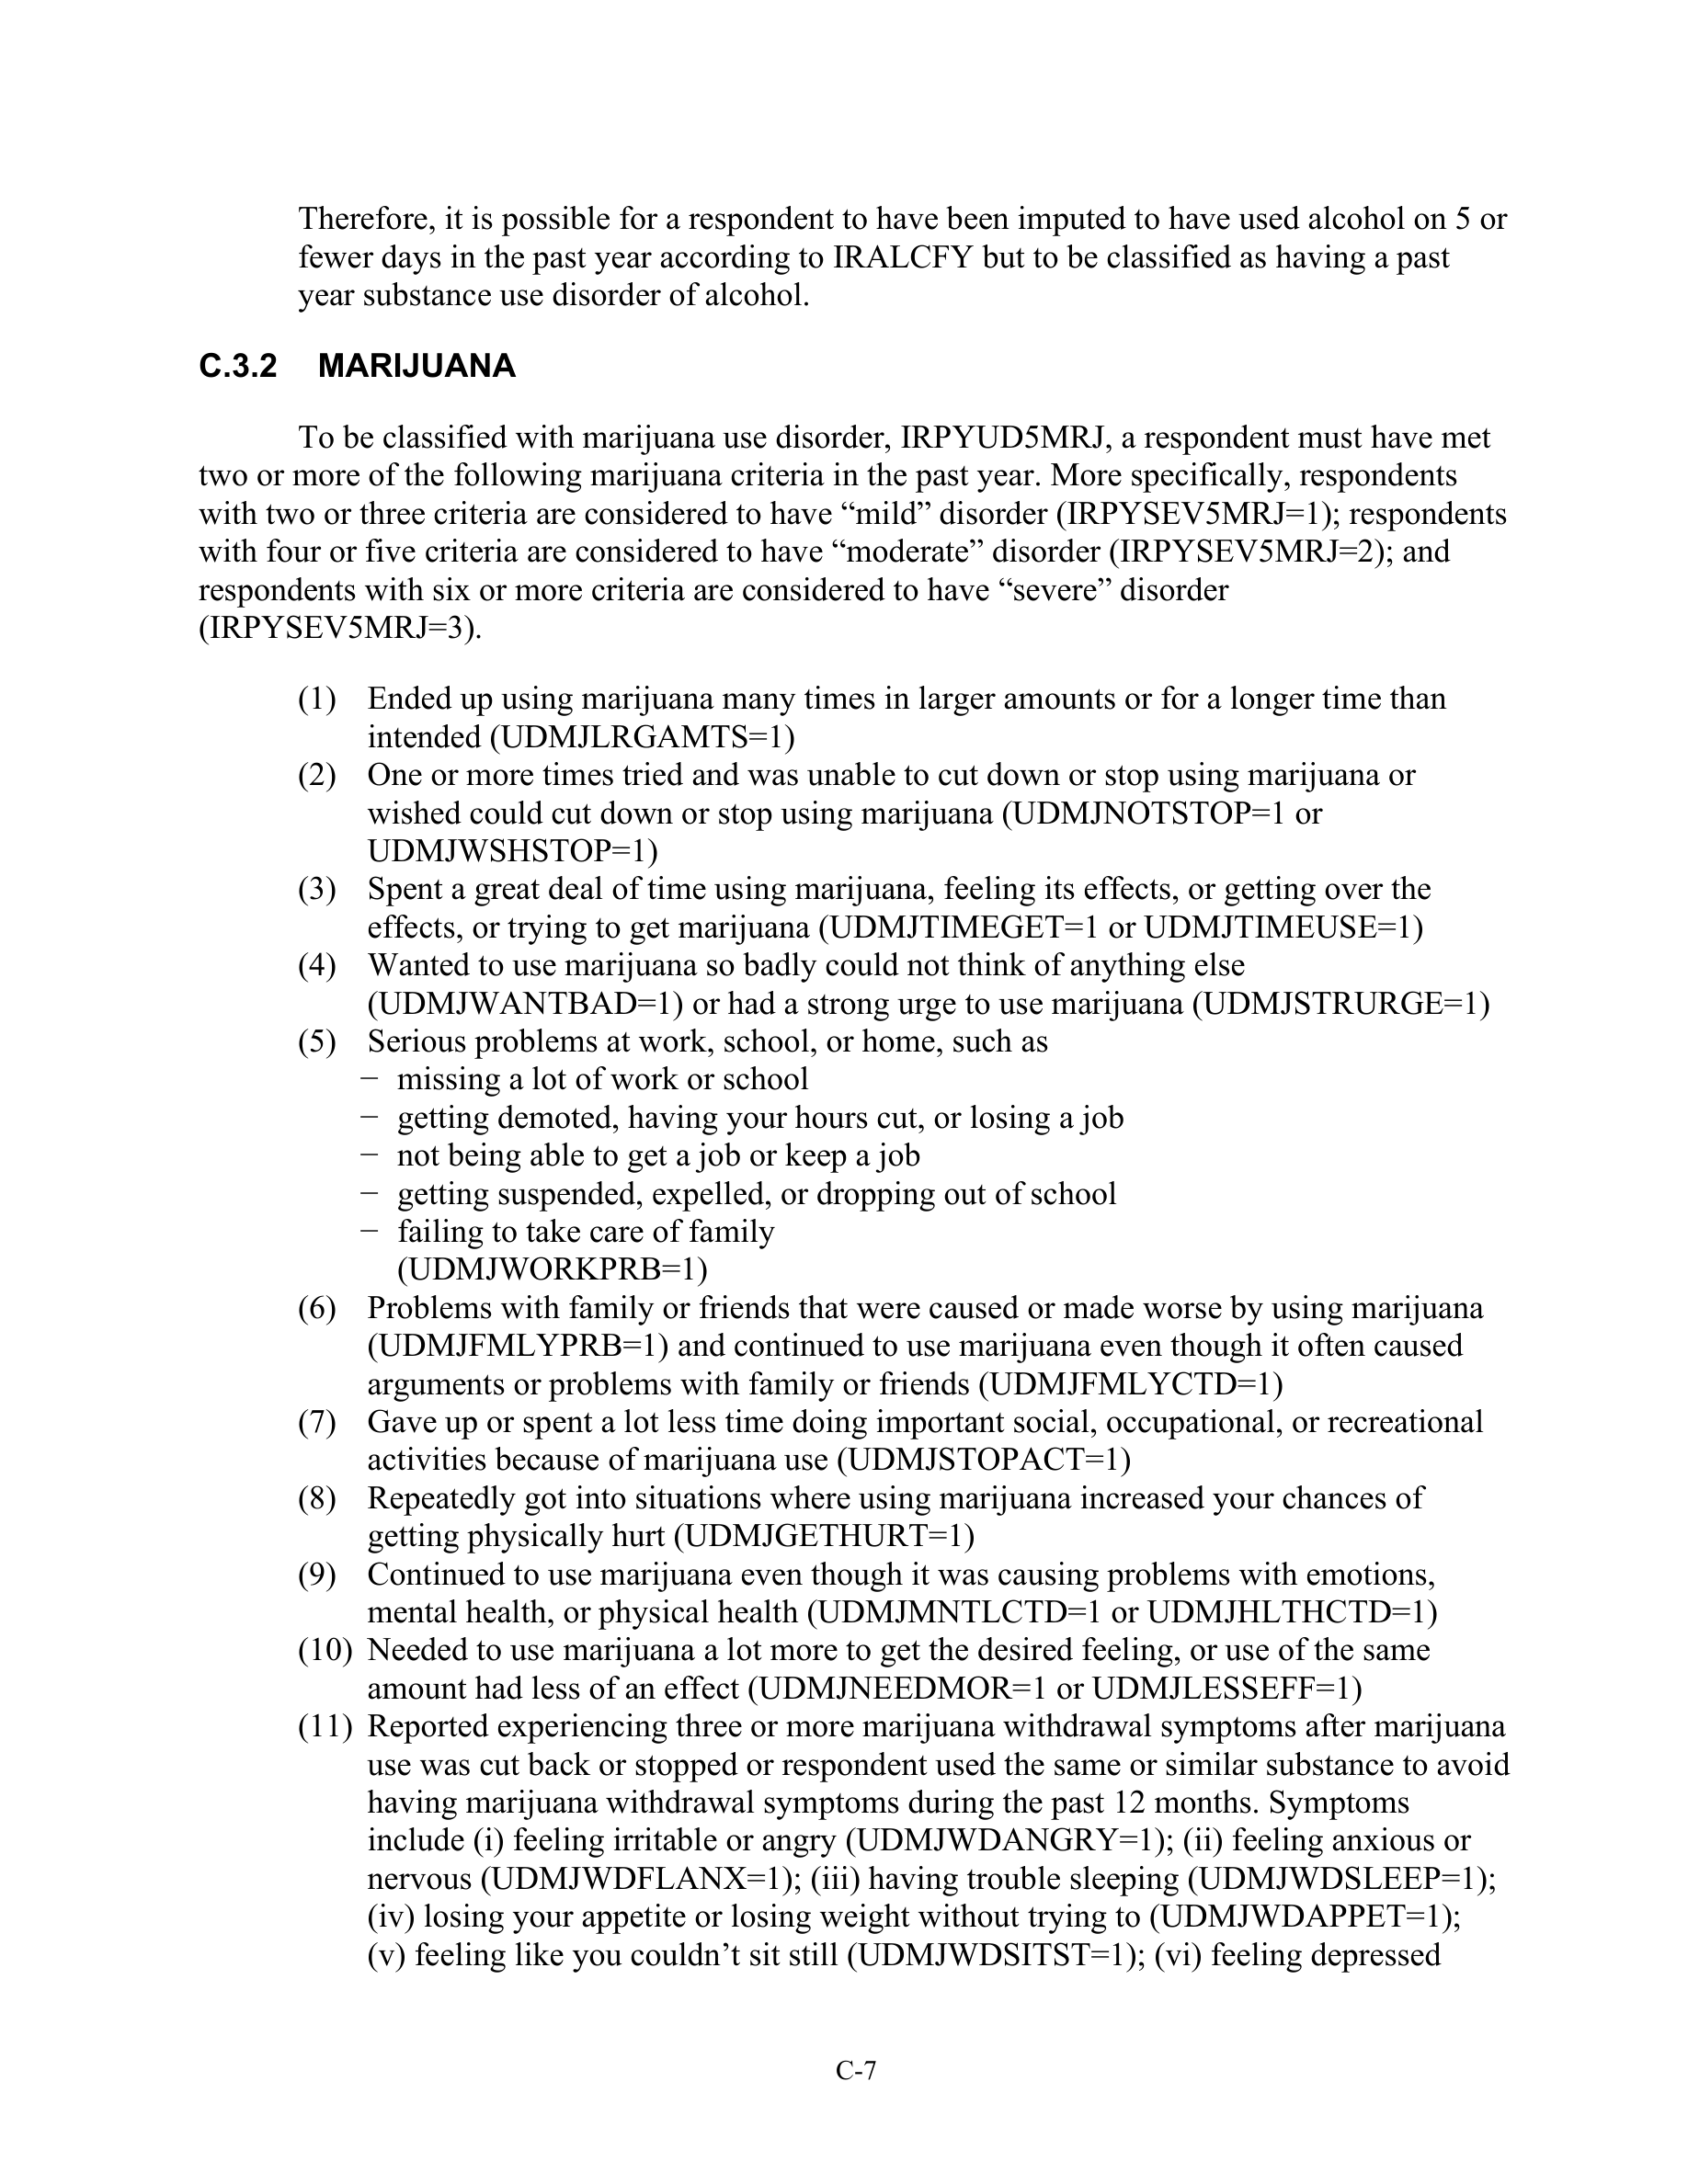 Therefore, it is possible for a respondent to have been imputed to have used alcohol on 5 or
fewer days in the past year according to IRALCFY but to be classified as having a past
year substance use disorder of alcohol.
C.3.2 MARIJUANA
To be classified with marijuana use disorder, IRPYUD5MRJ, a respondent must have met
two or more of the following marijuana criteria in the past year. More specifically, respondents
with two or three criteria are considered to have “mild” disorder (IRPYSEV5MRJ=1); respondents
with four or five criteria are considered to have “moderate” disorder (IRPYSEV5MRJ=2); and
respondents with six or more criteria are considered to have “severe” disorder
(IRPYSEV5MRJ=3).
(1) Ended up using marijuana many times in larger amounts or for a longer time than
intended (UDMJLRGAMTS=1)
(2) One or more times tried and was unable to cut down or stop using marijuana or
wished could cut down or stop using marijuana (UDMJNOTSTOP=1 or
UDMJWSHSTOP=1)
(3) Spent a great deal of time using marijuana, feeling its effects, or getting over the
effects, or trying to get marijuana (UDMJTIMEGET=1 or UDMJTIMEUSE=1)
(4) Wanted to use marijuana so badly could not think of anything else
(UDMJWANTBAD=1) or had a strong urge to use marijuana (UDMJSTRURGE=1)
(5) Serious problems at work, school, or home, such as
− missing a lot of work or school
− getting demoted, having your hours cut, or losing a job
− not being able to get a job or keep a job
− getting suspended, expelled, or dropping out of school
− failing to take care of family
(UDMJWORKPRB=1)
(6) Problems with family or friends that were caused or made worse by using marijuana
(UDMJFMLYPRB=1) and continued to use marijuana even though it often caused
arguments or problems with family or friends (UDMJFMLYCTD=1)
(7) Gave up or spent a lot less time doing important social, occupational, or recreational
activities because of marijuana use (UDMJSTOPACT=1)
(8) Repeatedly got into situations where using marijuana increased your chances of
getting physically hurt (UDMJGETHURT=1)
(9) Continued to use marijuana even though it was causing problems with emotions,
mental health, or physical health (UDMJMNTLCTD=1 or UDMJHLTHCTD=1)
(10) Needed to use marijuana a lot more to get the desired feeling, or use of the same
amount had less of an effect (UDMJNEEDMOR=1 or UDMJLESSEFF=1)
(11) Reported experiencing three or more marijuana withdrawal symptoms after marijuana
use was cut back or stopped or respondent used the same or similar substance to avoid
having marijuana withdrawal symptoms during the past 12 months. Symptoms
include (i) feeling irritable or angry (UDMJWDANGRY=1); (ii) feeling anxious or
nervous (UDMJWDFLANX=1); (iii) having trouble sleeping (UDMJWDSLEEP=1);
(iv) losing your appetite or losing weight without trying to (UDMJWDAPPET=1);
(v) feeling like you couldn’t sit still (UDMJWDSITST=1); (vi) feeling depressed
C-7